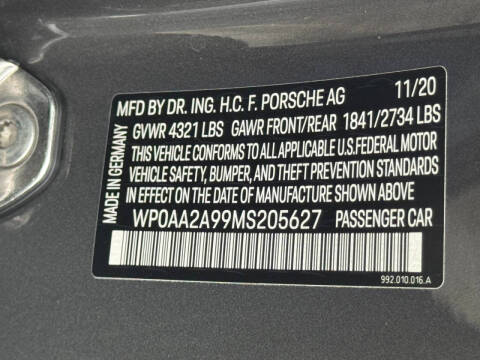 MFD BY DR. ING. H.C. F. PORSCHE AG 11/20
GVWR 4321 LBS GAWR FRONT/REAR 1841/2734 LBS
THIS VEHICLE CONFORMS TO ALL APPLICABLE U.S.FEDERAL MOTOR
VEHICLE SAFETY, BUMPER, AND THEFT PREVENTION STANDARDS
IN EFFECT ON THE DATE OF MANUFACTURE SHOWN ABOVE
WP0AA2A99MS205627 PASSENGER CAR
992.010.016.A
MADE IN GERMANY